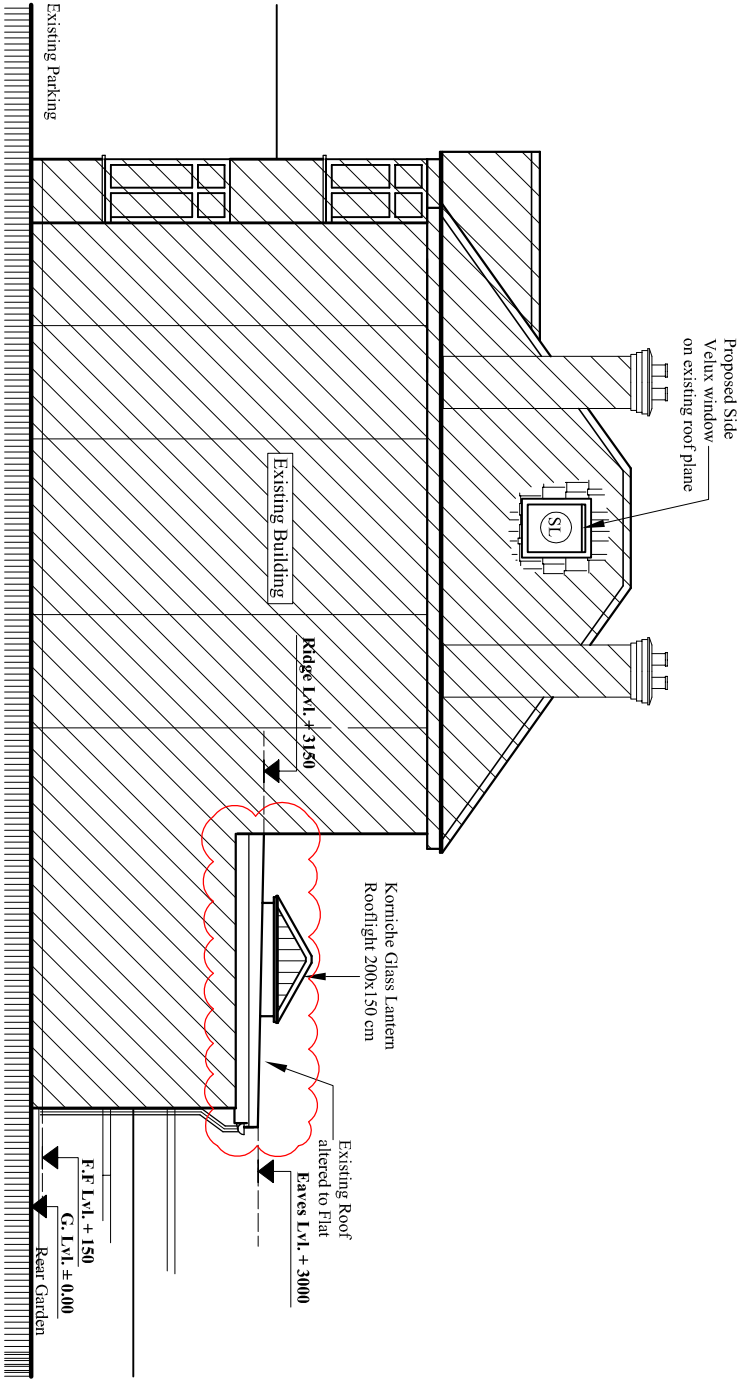 Proposed Side
Velux window
on existing roof plane
SL
Existing Building
Ridge Lvl. + 3150
Korniche Glass Lantern
Rooflight 200x150 cm
Existing Roof
altered to Flat
Eaves Lvl. + 3000
F.F Lvl. + 150
G. Lvl. ± 0.00
Existing Parking
Rear Garden